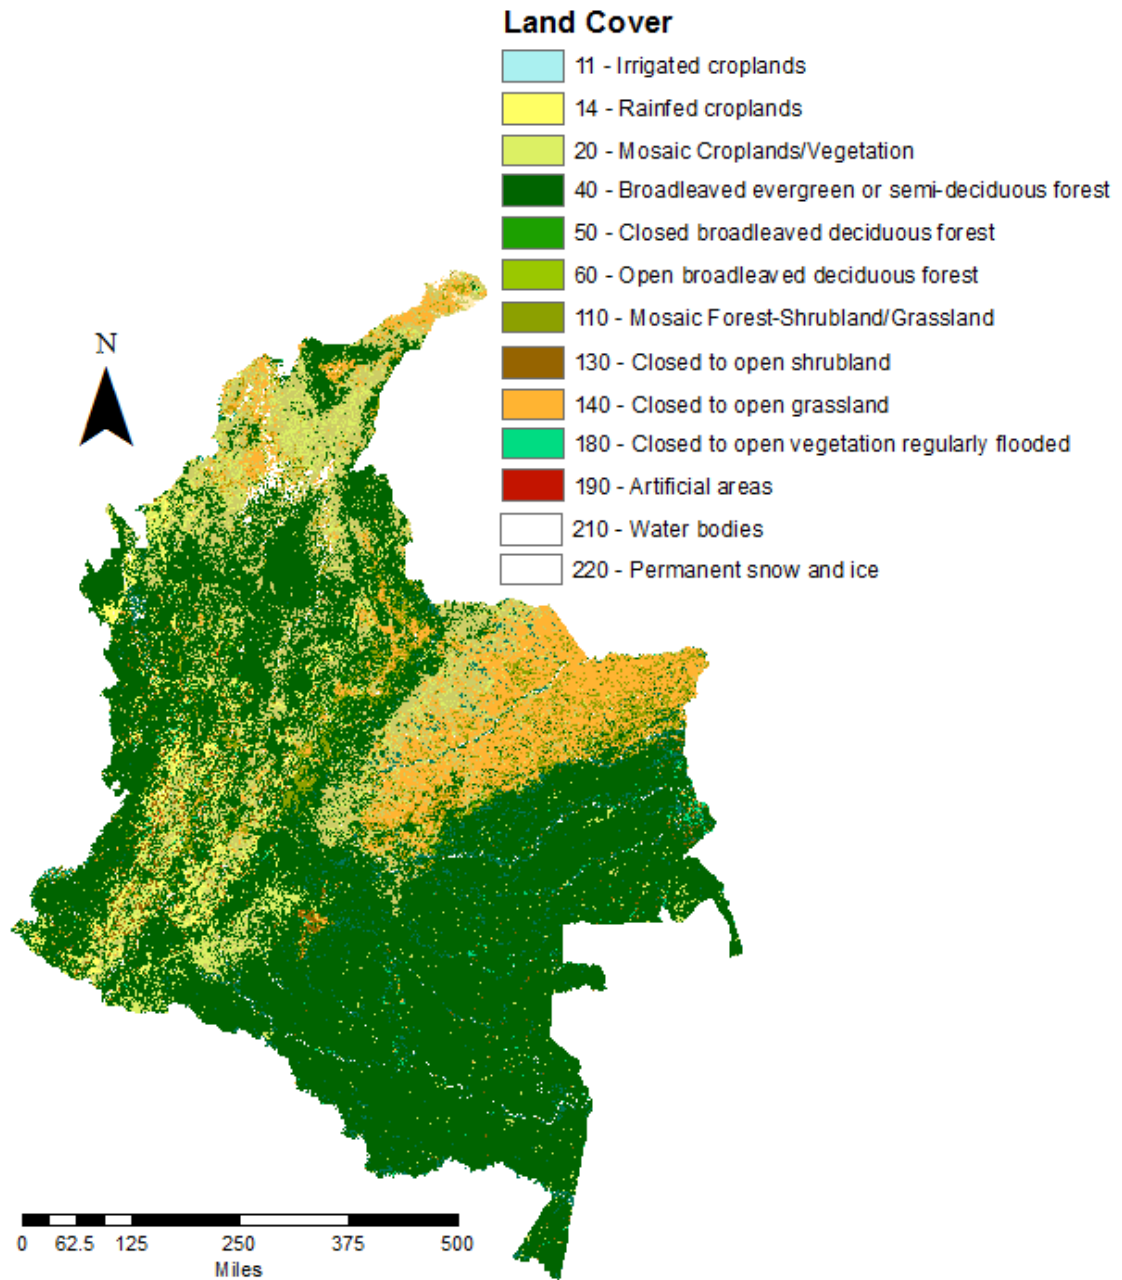 Land Cover
11 - Irrigated croplands
14 - Rainfed croplands
20 - Mosaic Croplands/Vegetation
40 - Broadleaved evergreen or semi-deciduous forest
50 - Closed broadleaved deciduous forest
60 - Open broadleaved deciduous forest
110 - Mosaic Forest-Shrubland/Grassland
130 - Closed to open shrubland
140 - Closed to open grassland
180 - Closed to open vegetation regularly flooded
190 - Artificial areas
210 - Water bodies
220 - Permanent snow and ice
N
0 62.5 125 250 375 500
Miles